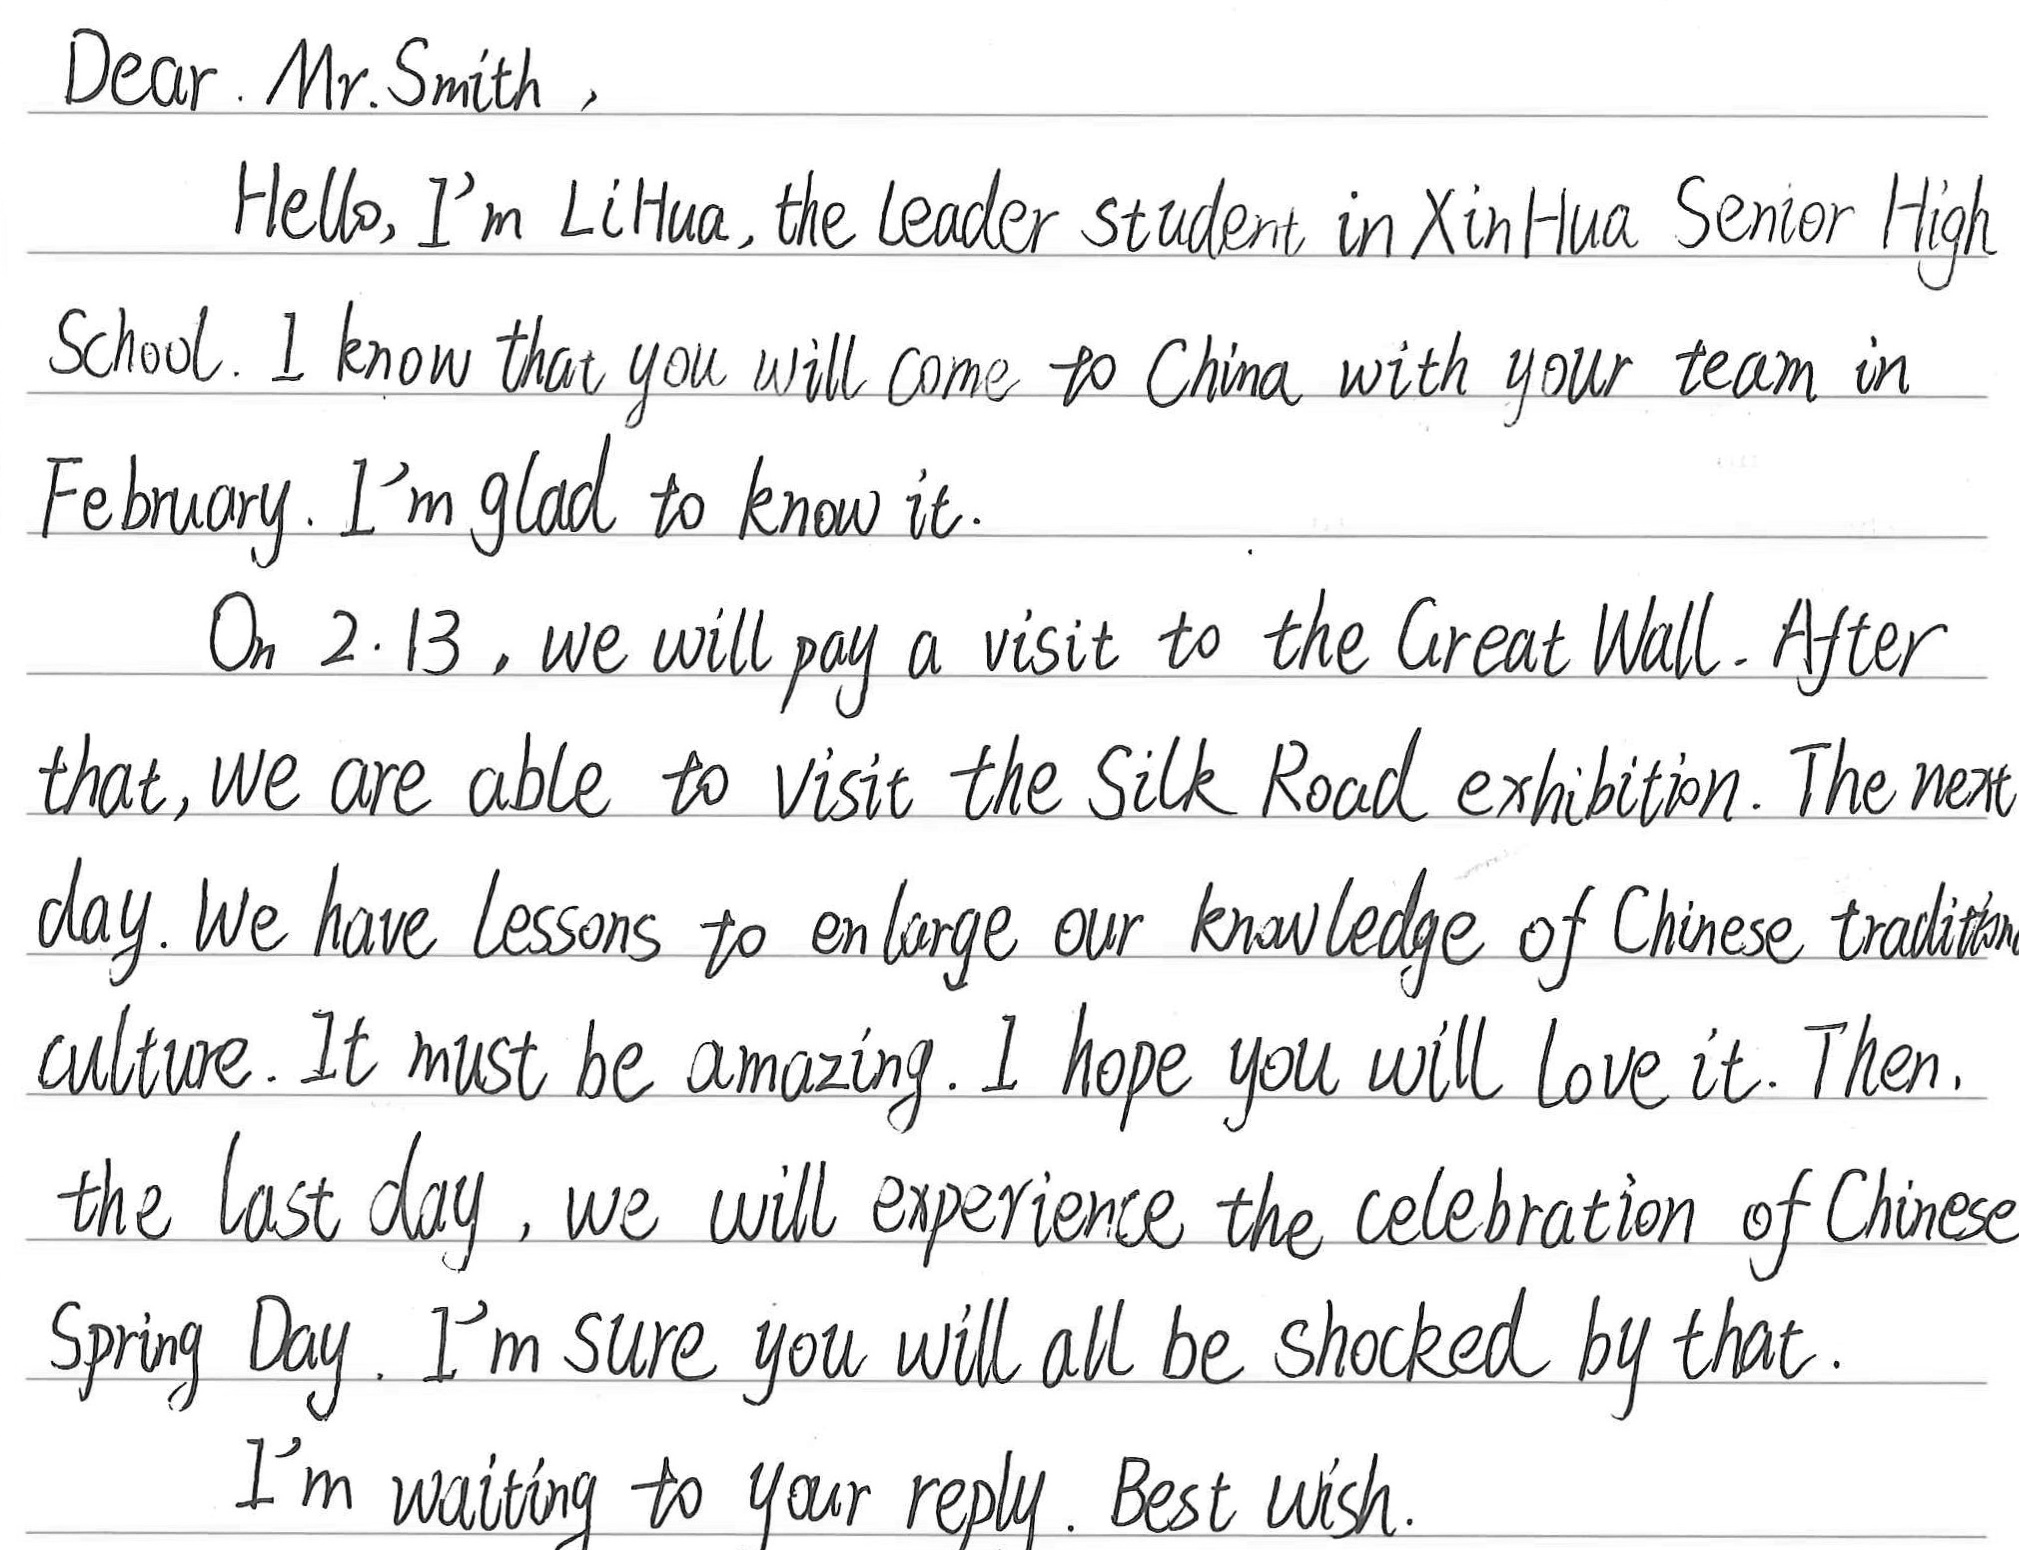 Dear. Mr. Smith,
Hello, I'm LiHua, the leader student in XinHua Senior High
School. I know that you will come to China with your team in
February. I'm glad to know it.
On 2.13, we will pay a visit to the Great Wall. After
that, we are able to visit the Silk Road exhibition. The next
day. We have lessons to enlarge our knowledge of Chinese tradition
culture. It must be amazing. I hope you will love it. Then,
the last day, we will experience the celebration of Chinese
Spring Day. I'm sure you will all be shocked by that.
I'm waiting to your reply. Best wish.